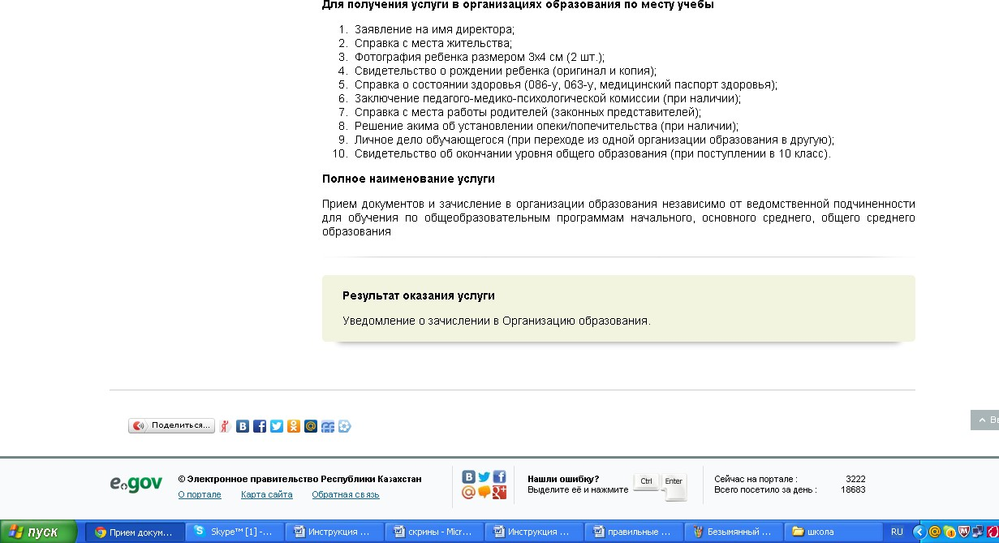 Для получения услуги в организациях образования по месту учебы
1. Заявление на имя директора;
2. Справка с места жительства;
3. Фотография ребенка размером 3х4 см (2 шт.);
4. Свидетельство о рождении ребенка (оригинал и копия);
5. Справка о состоянии здоровья (086-у, 063-у, медицинский паспорт здоровья);
6. Заключение педагого-медико-психологической комиссии (при наличии);
7. Справка с места работы родителей (законных представителей);
8. Решение акима об установлении опеки/попечительства (при наличии);
9. Личное дело обучающегося (при переходе из одной организации образования в другую);
10. Свидетельство об окончании уровня общего образования (при поступлении в 10 класс).
Полное наименование услуги
Прием документов и зачисление в организации образования независимо от ведомственной подчиненности
для обучения по общеобразовательным программам начального, основного среднего, общего среднего
образования
Результат оказания услуги
Уведомление о зачислении в Организацию образования.
Поделиться...
e.gov
© Электронное правительство Республики Казахстан
О портале Карта сайта Обратная связь
Нашли ошибку?
Выделите её и нажмите
Ctrl Enter
Сейчас на портале : 3222
Всего посетило за день : 18683
пуск Прием докум... Skype™ [1] -... Инструкция ... скрины - Micr... Инструкция ... правильные ... Безымянный ... школа RU